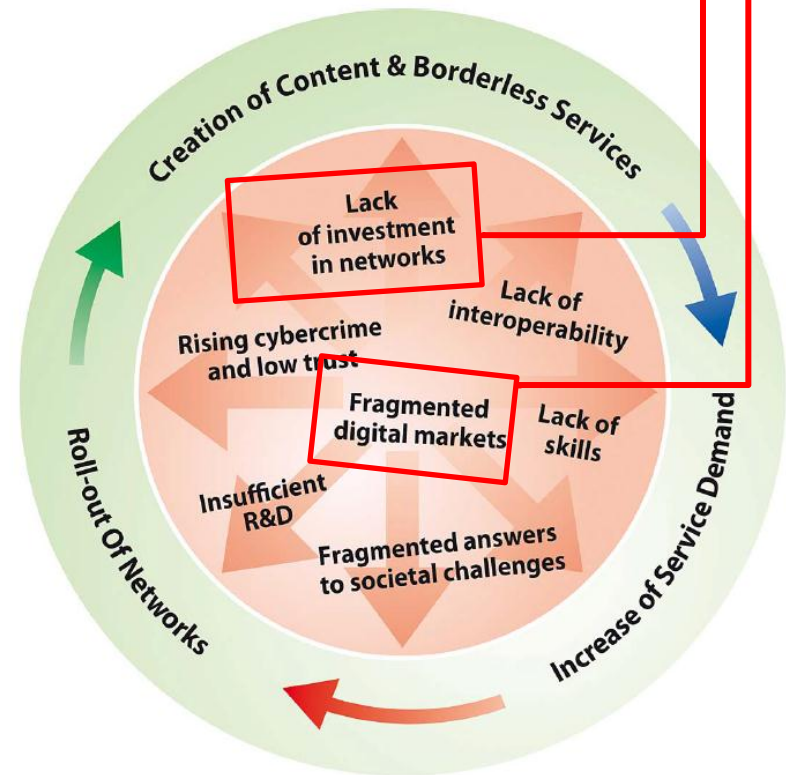 Creation of Content & Borderless Services
Lack
of investment
in networks
Lack of
interoperability
Rising cybercrime
and low trust
Fragmented
digital markets
Lack of
skills
Insufficient
R&D
Fragmented answers
to societal challenges
Roll-out Of Networks
Increase of Service Demand